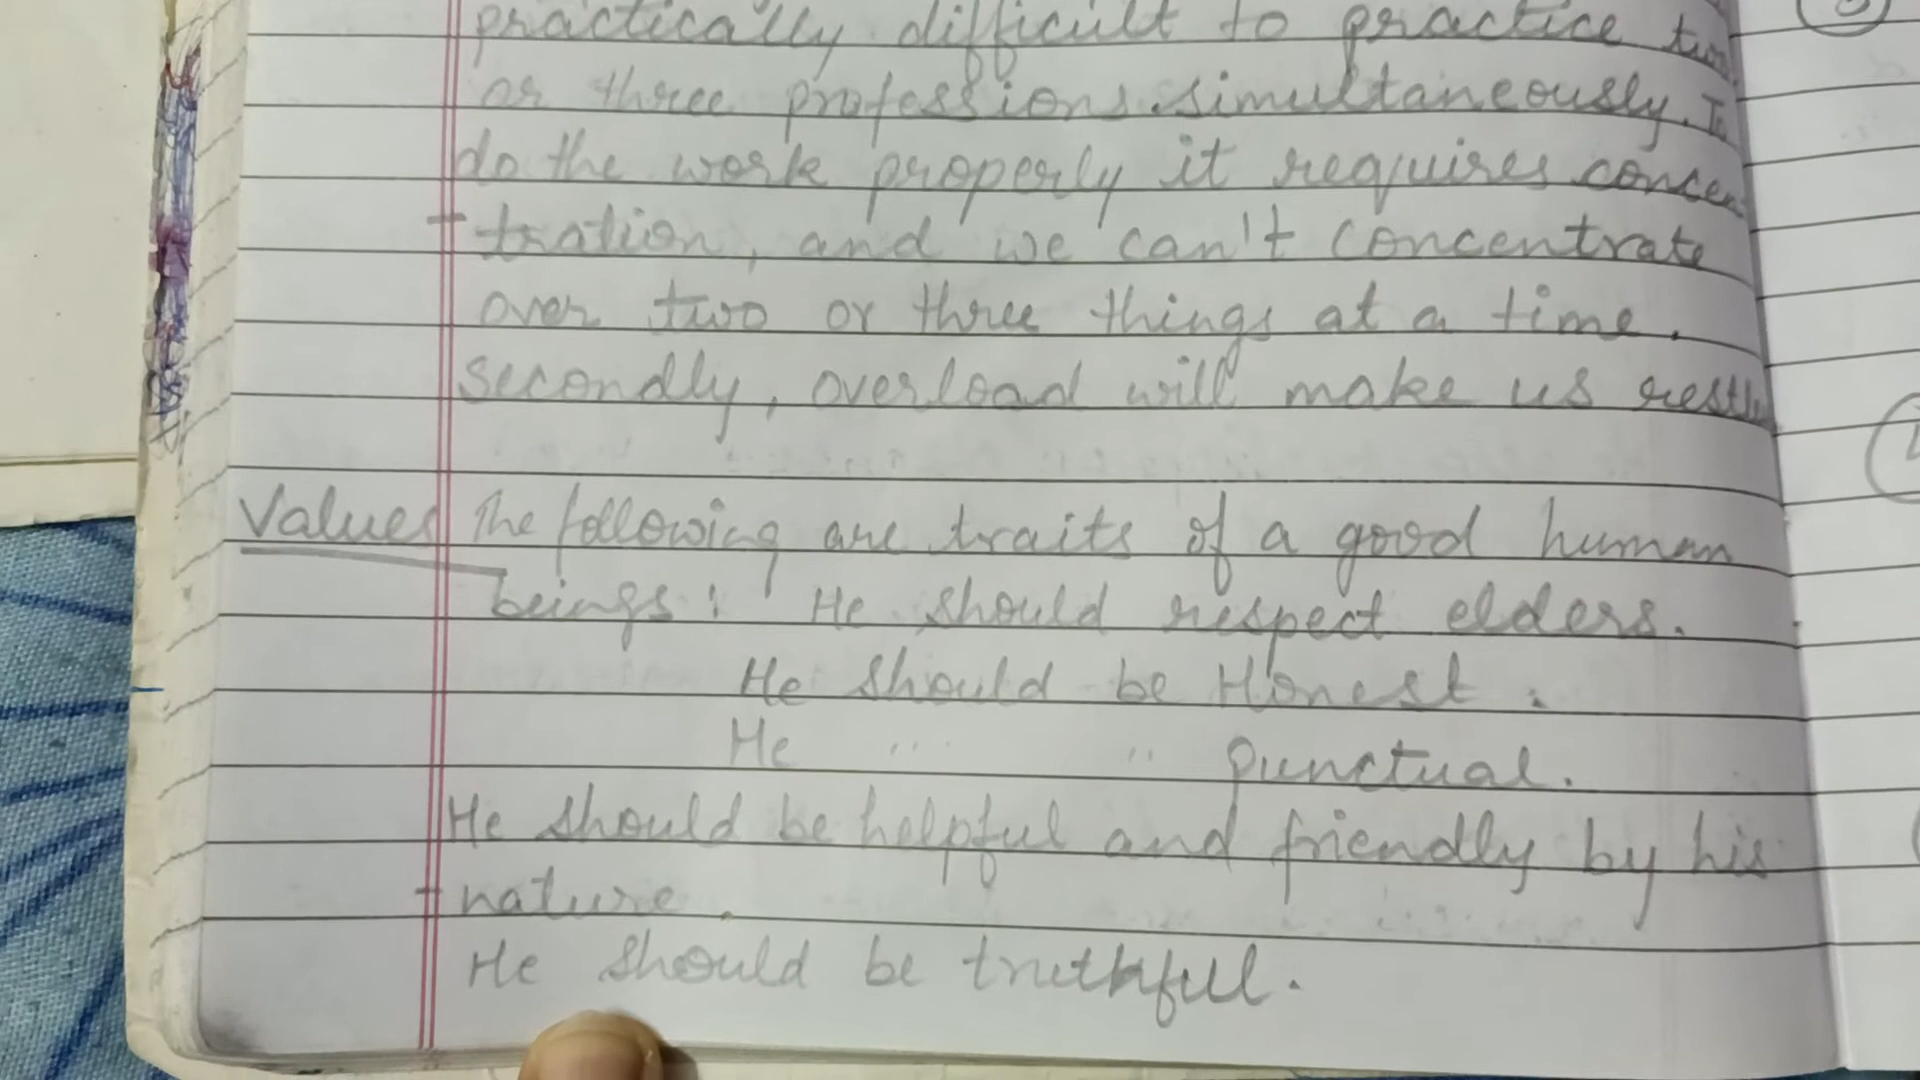 practically difficult to practice two
or three professions simultaneously. To
do the work properly it requires concen
tration, and we can't concentrate
over two or three things at a time.
secondly, overload will make us
Values The following are traits of a good human
beings : He should respect elders.
He should be Honest.
He " " punctual.
He should be helpful and friendly by his
nature.
He should be truthful.